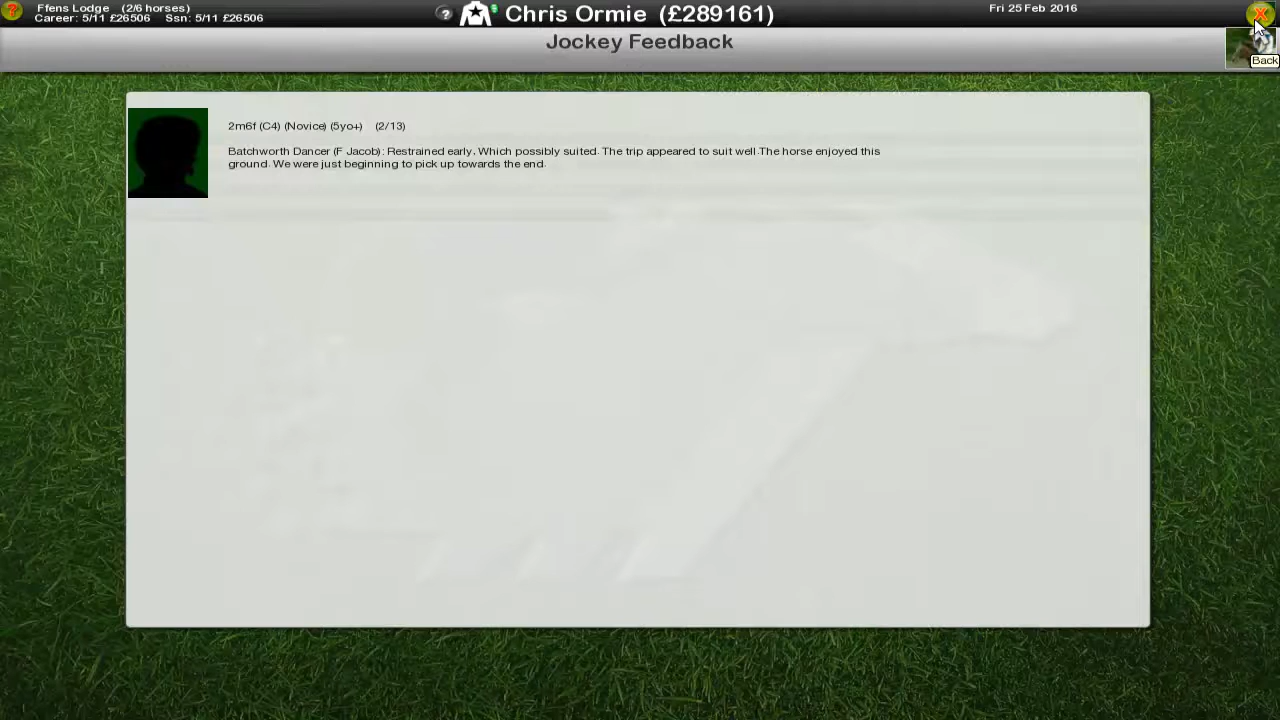 Ffens Lodge (2/6 horses)
Career: 5/11 £26506 Ssn: 5/11 £26506
? Chris Ormie (£289161)
Fri 25 Feb 2016
Jockey Feedback
Back
2m6f (C4) (Novice) (5yo+) (2/13)
Batchworth Dancer (F Jacob): Restrained early, Which possibly suited. The trip appeared to suit well.The horse enjoyed this
ground. We were just beginning to pick up towards the end.